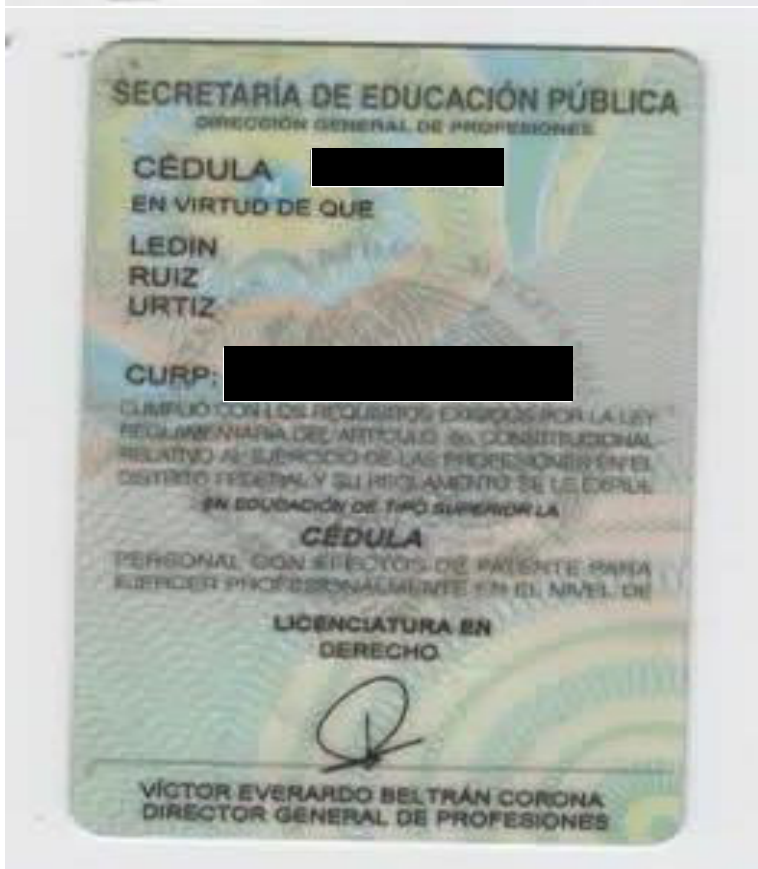 SECRETARÍA DE EDUCACIÓN PÚBLICA
DIRECCIÓN GENERAL DE PROFESIONES
CÉDULA
EN VIRTUD DE QUE
LEDIN
RUIZ
URTIZ
CURP:
CUMPLIO CON LOS REQUISITOS EXIGIDOS POR LA LEY
REGLAMENTARIA DEL ARTÍCULO 5o. CONSTITUCIONAL
RELATIVO AL EJERCICIO DE LAS PROFESIONES EN EL
DISTRITO FEDERAL Y SU REGLAMENTO SE LE EXPIDE
EN EDUCACIÓN DE TIPO SUPERIOR LA
CÉDULA
PERSONAL CON EFECTOS DE PATENTE PARA
EJERCER PROFESIONALMENTE EN EL NIVEL DE
LICENCIATURA EN
DERECHO
VÍCTOR EVERARDO BELTRÁN CORONA
DIRECTOR GENERAL DE PROFESIONES